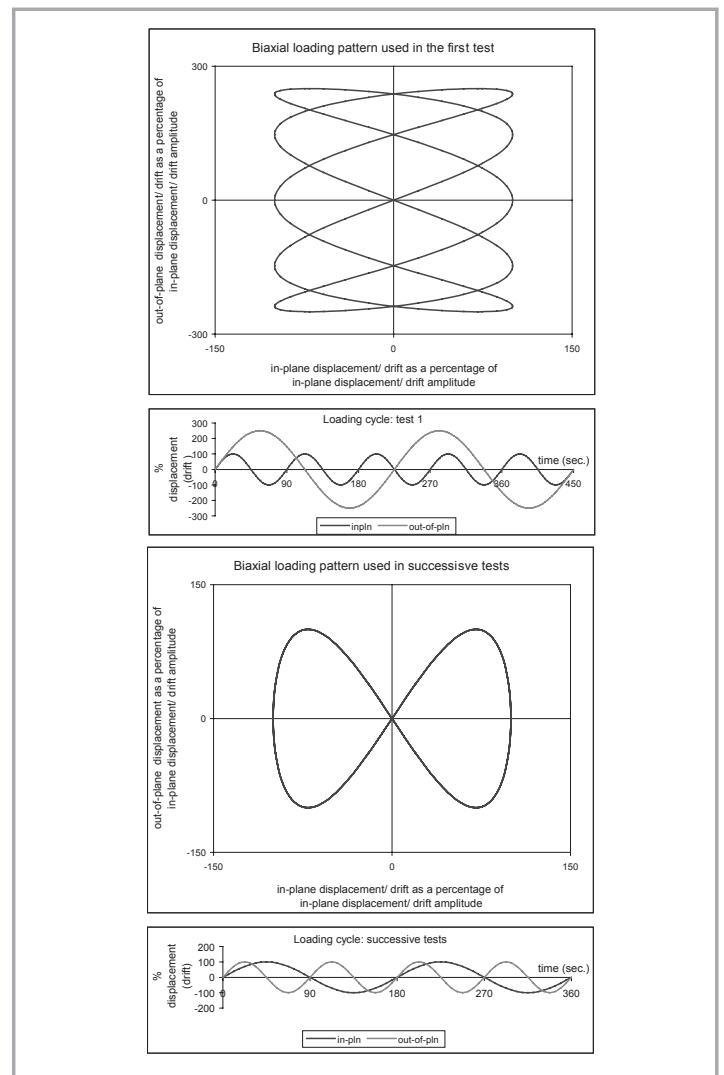 Biaxial loading pattern used in the first test
out-of-plane displacement/ drift as a percentage of
in-plane displacement/ drift amplitude
300
0
-300
-150
0
150
in-plane displacement/ drift as a percentage of
in-plane displacement/ drift amplitude
Loading cycle: test 1
%
displacement
(drift )
300
200
100
0
-100
-200
-300
time (sec.)
0
90
180
270
360
450
inpln
out-of-pln
Biaxial loading pattern used in successisve tests
out-of-plane displacement as a percentage of
in-plane displacement/ drift amplitude
150
0
-150
-150
0
150
in-plane displacement/ drift as a percentage of
in-plane displacement/ drift amplitude
Loading cycle: successive tests
%
displacement
(drift)
200
100
0
-100
-200
time (sec.)
0
90
180
270
360
in-pln
out-of-pln